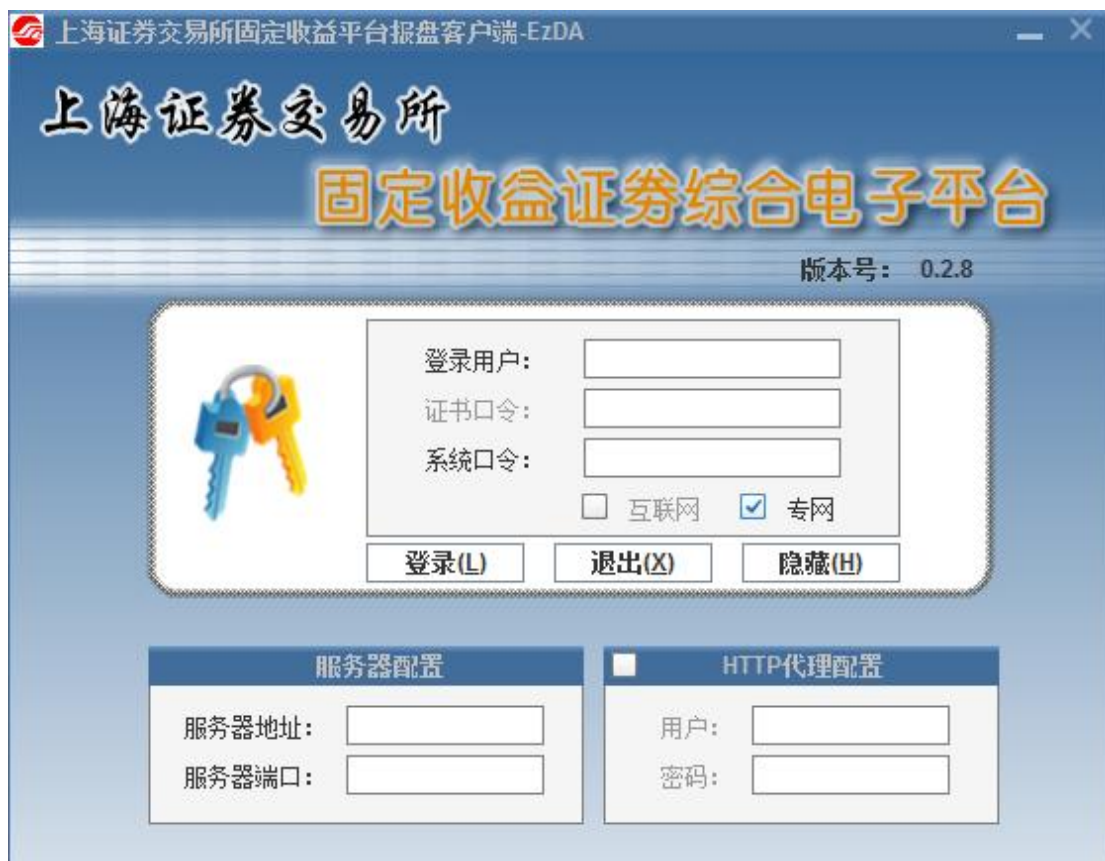 上海证券交易所固定收益平台报盘客户端-EzDA
上海证券交易所
固定收益证券综合电子平台
版本号: 0.2.8
登录用户:
证书口令:
系统口令:
互联网 专网
登录(L) 退出(X) 隐藏(H)
服务器配置 HTTP代理配置
服务器地址: 用户:
服务器端口: 密码: